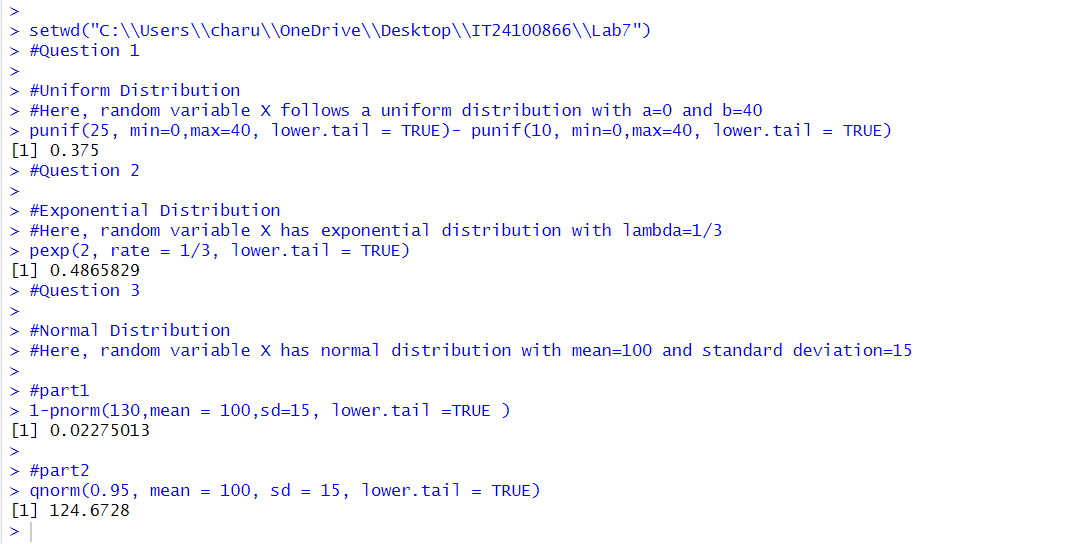 >
> setwd("C:\\Users\\charu\\OneDrive\\Desktop\\IT24100866\\Lab7")
> #Question 1
>
> #Uniform Distribution
> #Here, random variable X follows a uniform distribution with a=0 and b=40
> punif(25, min=0,max=40, lower.tail = TRUE)- punif(10, min=0,max=40, lower.tail = TRUE)
[1] 0.375
> #Question 2
>
> #Exponential Distribution
> #Here, random variable X has exponential distribution with lambda=1/3
> pexp(2, rate = 1/3, lower.tail = TRUE)
[1] 0.4865829
> #Question 3
>
> #Normal Distribution
> #Here, random variable X has normal distribution with mean=100 and standard deviation=15
>
> #part1
> 1-pnorm(130,mean = 100,sd=15, lower.tail =TRUE )
[1] 0.02275013
>
> #part2
> qnorm(0.95, mean = 100, sd = 15, lower.tail = TRUE)
[1] 124.6728
>